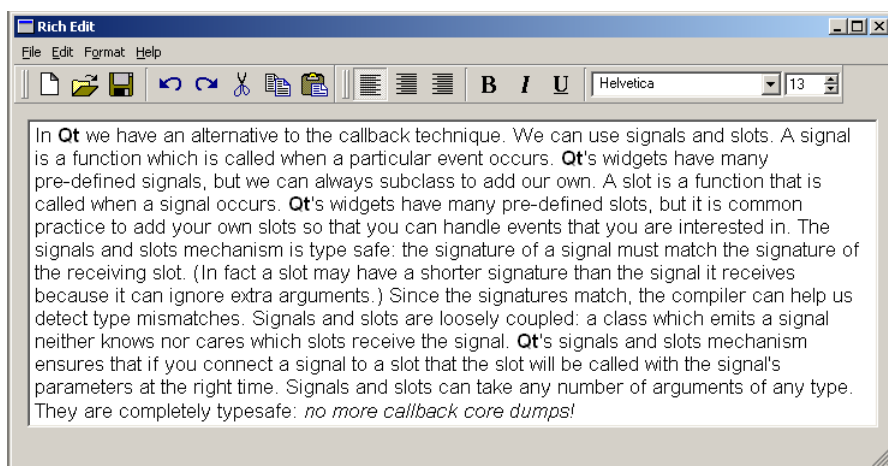 Rich Edit
File Edit Format Help
B I U Helvetica 13
In Qt we have an alternative to the callback technique. We can use signals and slots. A signal
is a function which is called when a particular event occurs. Qt's widgets have many
pre-defined signals, but we can always subclass to add our own. A slot is a function that is
called when a signal occurs. Qt's widgets have many pre-defined slots, but it is common
practice to add your own slots so that you can handle events that you are interested in. The
signals and slots mechanism is type safe: the signature of a signal must match the signature of
the receiving slot. (In fact a slot may have a shorter signature than the signal it receives
because it can ignore extra arguments.) Since the signatures match, the compiler can help us
detect type mismatches. Signals and slots are loosely coupled: a class which emits a signal
neither knows nor cares which slots receive the signal. Qt's signals and slots mechanism
ensures that if you connect a signal to a slot that the slot will be called with the signal's
parameters at the right time. Signals and slots can take any number of arguments of any type.
They are completely typesafe: no more callback core dumps!